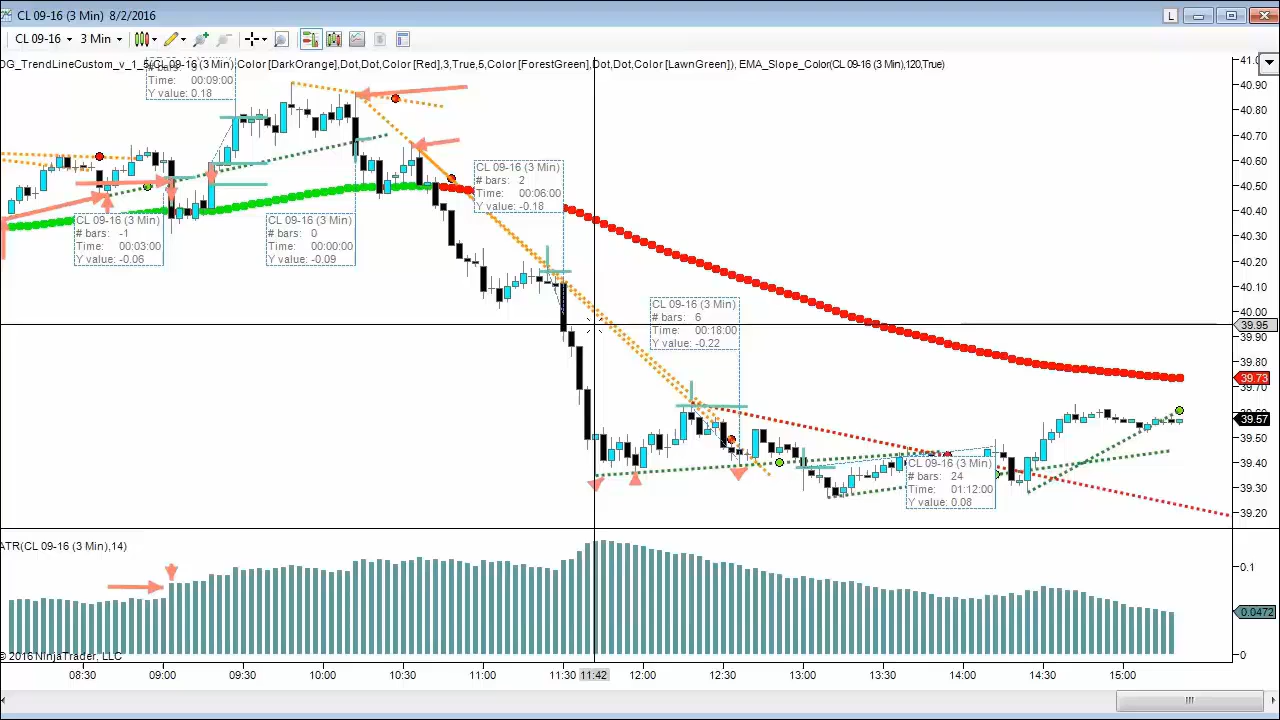 CL 09-16 (3 Min) 8/2/2016
L
CL 09-16 3 Min
DG_TrendLineCustom_v_1_5(CL 09-16 (3 Min),Color [DarkOrange],Dot,Dot,Color [Red],3,True,5,Color [ForestGreen],Dot,Dot,Color [LawnGreen]), EMA_Slope_Color(CL 09-16 (3 Min),120,True)
Time: 00:09:00
Y value: 0.18
CL 09-16 (3 Min)
# bars: 2
Time: 00:06:00
Y value: -0.18
CL 09-16 (3 Min)
# bars: -1
Time: 00:03:00
Y value: -0.06
CL 09-16 (3 Min)
# bars: 0
Time: 00:00:00
Y value: -0.09
CL 09-16 (3 Min)
# bars: 6
Time: 00:18:00
Y value: -0.22
CL 09-16 (3 Min)
# bars: 24
Time: 01:12:00
Y value: 0.08
40.90
40.80
40.70
40.60
40.50
40.40
40.30
40.20
40.10
40.00
39.95
39.90
39.80
39.73
39.70
39.57
39.50
39.40
39.30
39.20
ATR(CL 09-16 (3 Min),14)
0.1
0.0472
0
© 2016 NinjaTrader, LLC
08:30 09:00 09:30 10:00 10:30 11:00 11:30 11:42 12:00 12:30 13:00 13:30 14:00 14:30 15:00